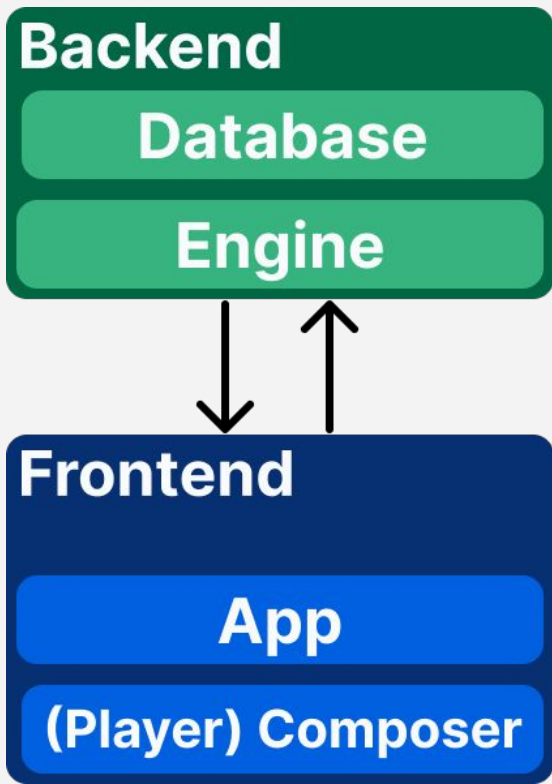 Backend
Database
Engine
Frontend
App
(Player) Composer